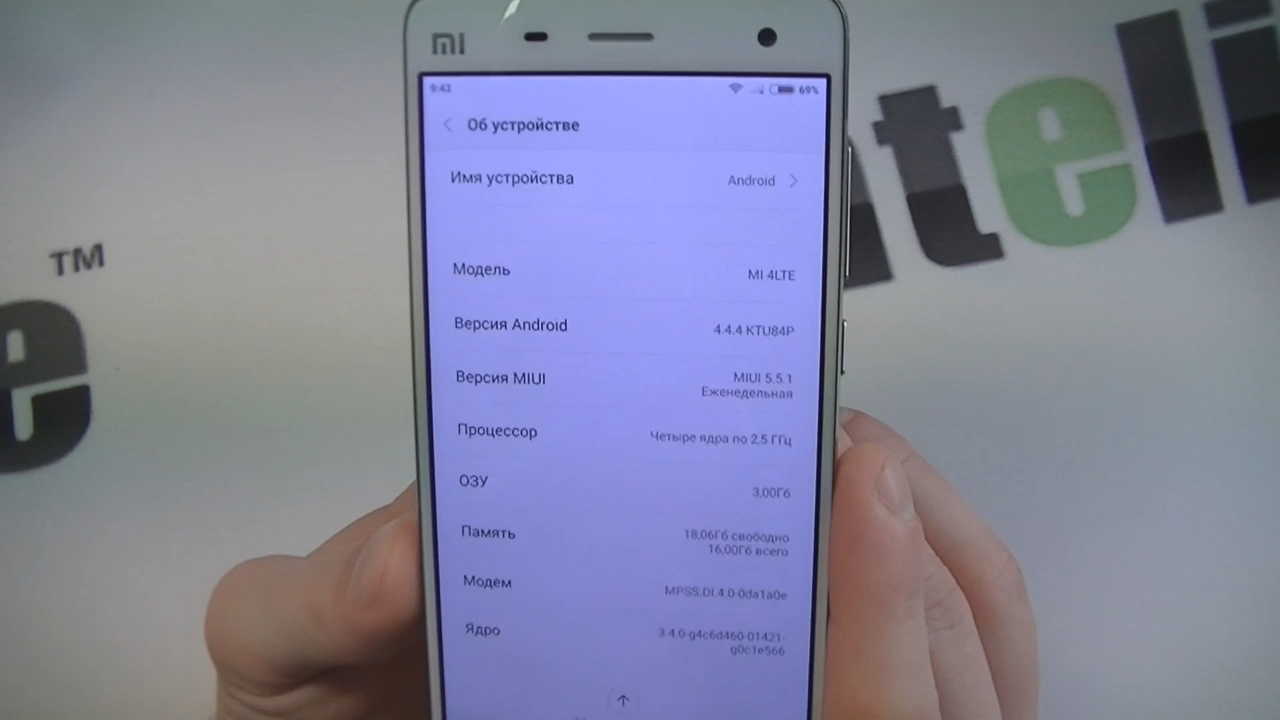 MI
9:43
69%
Об устройстве
Имя устройства
Android
Модель
MI 4LTE
Версия Android
4.4.4 KTU84P
Версия MIUI
MIUI 5.5.1
Еженедельная
Процессор
Четыре ядра по 2,5 ГГц
ОЗУ
3,00Гб
Память
18,06Гб свободно
16,00Гб всего
Модем
MPSS.DI.4.0-0da1a0e
Ядро
3.4.0-g4c6d460-01421-
g0c1e566
TM
e
teli